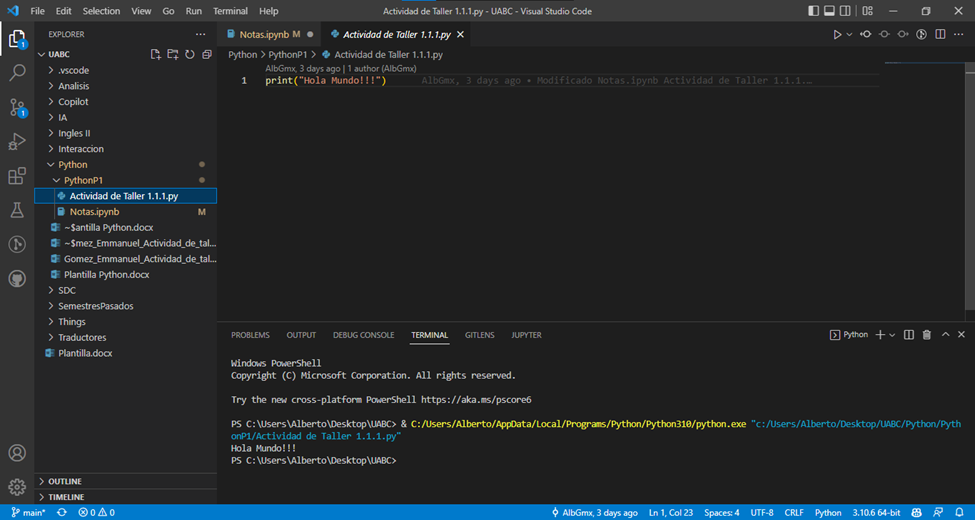 File Edit Selection View Go Run Terminal Help Actividad de Taller 1.1.1.py - UABC - Visual Studio Code
EXPLORER
UABC
.vscode
Analisis
Copilot
IA
Ingles II
Interaccion
Python
PythonP1
Actividad de Taller 1.1.1.py
Notas.ipynb M
~$antilla Python.docx
~$mez_Emmanuel_Actividad_de_tal...
Gomez_Emmanuel_Actividad_de_tal...
Plantilla Python.docx
SDC
SemestresPasados
Things
Traductores
Plantilla.docx
OUTLINE
TIMELINE
Notas.ipynb M Actividad de Taller 1.1.1.py
Python > PythonP1 > Actividad de Taller 1.1.1.py
AlbGmx, 3 days ago | 1 author (AlbGmx)
1 print("Hola Mundo!!!") AlbGmx, 3 days ago • Modificado Notas.ipynb Actividad de Taller 1.1.1...
PROBLEMS OUTPUT DEBUG CONSOLE TERMINAL GITLENS JUPYTER Python
Windows PowerShell
Copyright (C) Microsoft Corporation. All rights reserved.
Try the new cross-platform PowerShell https://aka.ms/pscore6
PS C:\Users\Alberto\Desktop\UABC> & C:/Users/Alberto/AppData/Local/Programs/Python/Python310/python.exe "c:/Users/Alberto/Desktop/UABC/Python/Pyth
onP1/Actividad de Taller 1.1.1.py"
Hola Mundo!!!
PS C:\Users\Alberto\Desktop\UABC>
1
1
main* 0 0 AlbGmx, 3 days ago Ln 1, Col 23 Spaces: 4 UTF-8 CRLF Python 3.10.6 64-bit